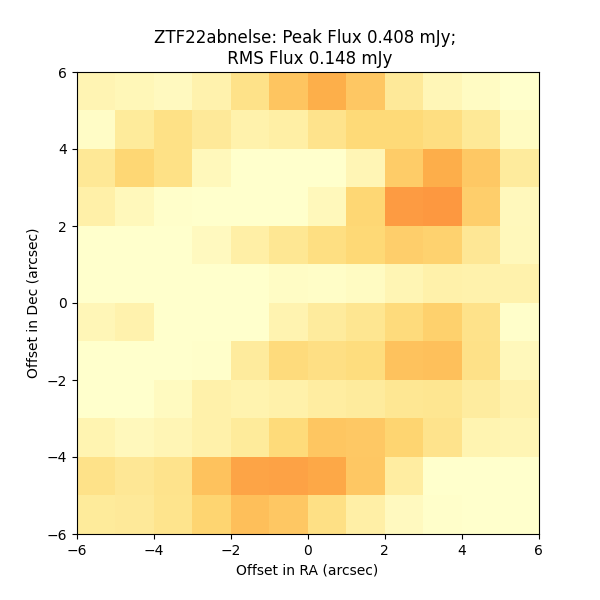 ZTF22abnelse: Peak Flux 0.408 mJy;
RMS Flux 0.148 mJy
6
4
2
0
−2
−4
−6
Offset in Dec (arcsec)
−6 −4 −2 0 2 4 6
Offset in RA (arcsec)